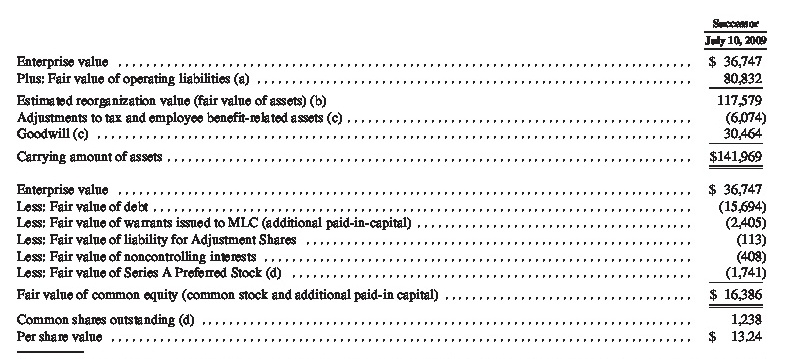 Successor
July 10, 2009
Enterprise value $ 36,747
Plus: Fair value of operating liabilities (a) 80,832
Estimated reorganization value (fair value of assets) (b) 117,579
Adjustments to tax and employee benefit-related assets (c) (6,074)
Goodwill (c) 30,464
Carrying amount of assets $141,969
Enterprise value $ 36,747
Less: Fair value of debt (15,694)
Less: Fair value of warrants issued to MLC (additional paid-in-capital) (2,405)
Less: Fair value of liability for Adjustment Shares (113)
Less: Fair value of noncontrolling interests (408)
Less: Fair value of Series A Preferred Stock (d) (1,741)
Fair value of common equity (common stock and additional paid-in capital) $ 16,386
Common shares outstanding (d) 1,238
Per share value $ 13.24